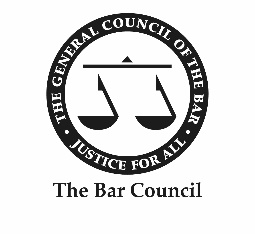 THE GENERAL COUNCIL OF THE BAR
• JUSTICE FOR ALL •
The Bar Council